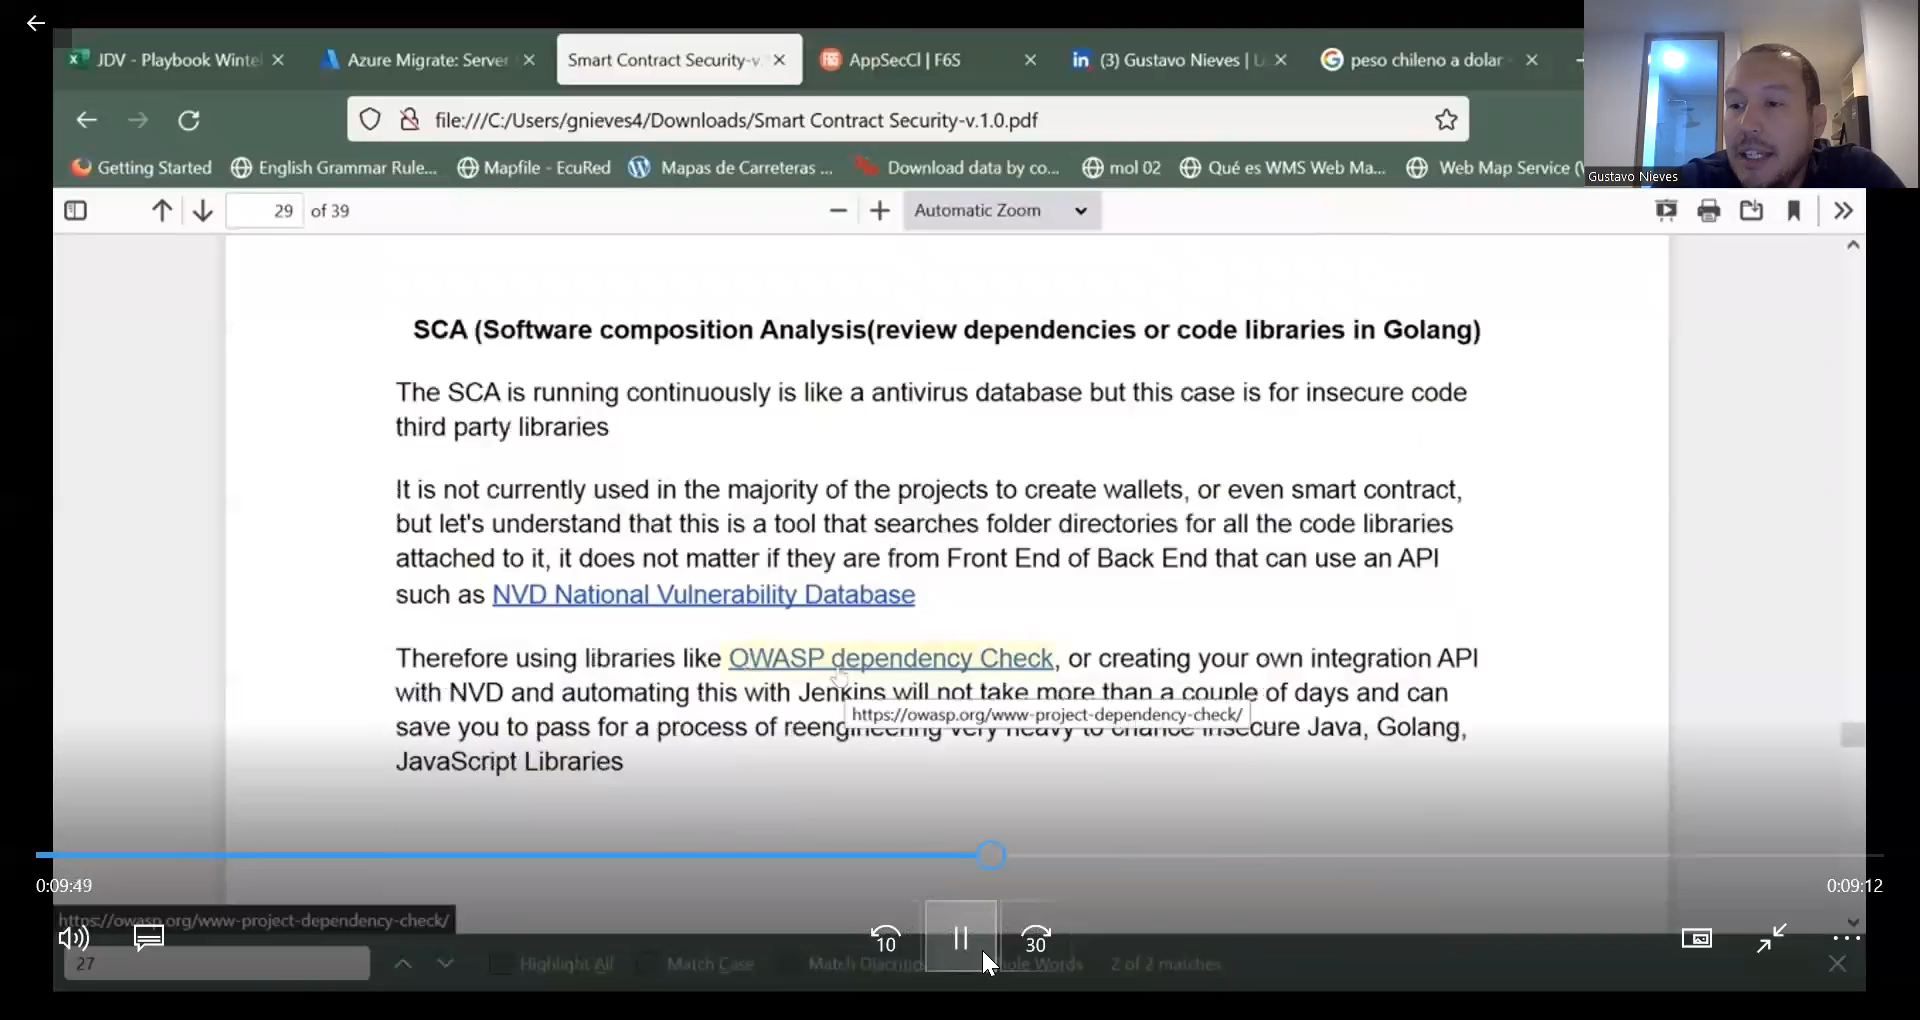 JDV - Playbook Winte
Azure Migrate: Server
Smart Contract Security-v.
AppSecCl | F6S
(3) Gustavo Nieves |
peso chileno a dolar
file:///C:/Users/gnieves4/Downloads/Smart Contract Security-v.1.0.pdf
Gustavo Nieves
Getting Started
English Grammar Rule...
Mapfile - EcuRed
Mapas de Carreteras ...
Download data by co...
mol 02
Qué es WMS Web Ma...
Web Map Service (
29 of 39
Automatic Zoom
SCA (Software composition Analysis(review dependencies or code libraries in Golang)
The SCA is running continuously is like a antivirus database but this case is for insecure code
third party libraries
It is not currently used in the majority of the projects to create wallets, or even smart contract,
but let's understand that this is a tool that searches folder directories for all the code libraries
attached to it, it does not matter if they are from Front End of Back End that can use an API
such as NVD National Vulnerability Database
Therefore using libraries like OWASP dependency Check, or creating your own integration API
with NVD and automating this with Jenkins will not take more than a couple of days and can
https://owasp.org/www-project-dependency-check/
save you to pass for a process of reengineering very heavy to chance insecure Java, Golang,
JavaScript Libraries
0:09:49
0:09:12
https://owasp.org/www-project-dependency-check/
10
30
27
Highlight All
Match Case
Match Diacritic
Words
2 of 2 matches